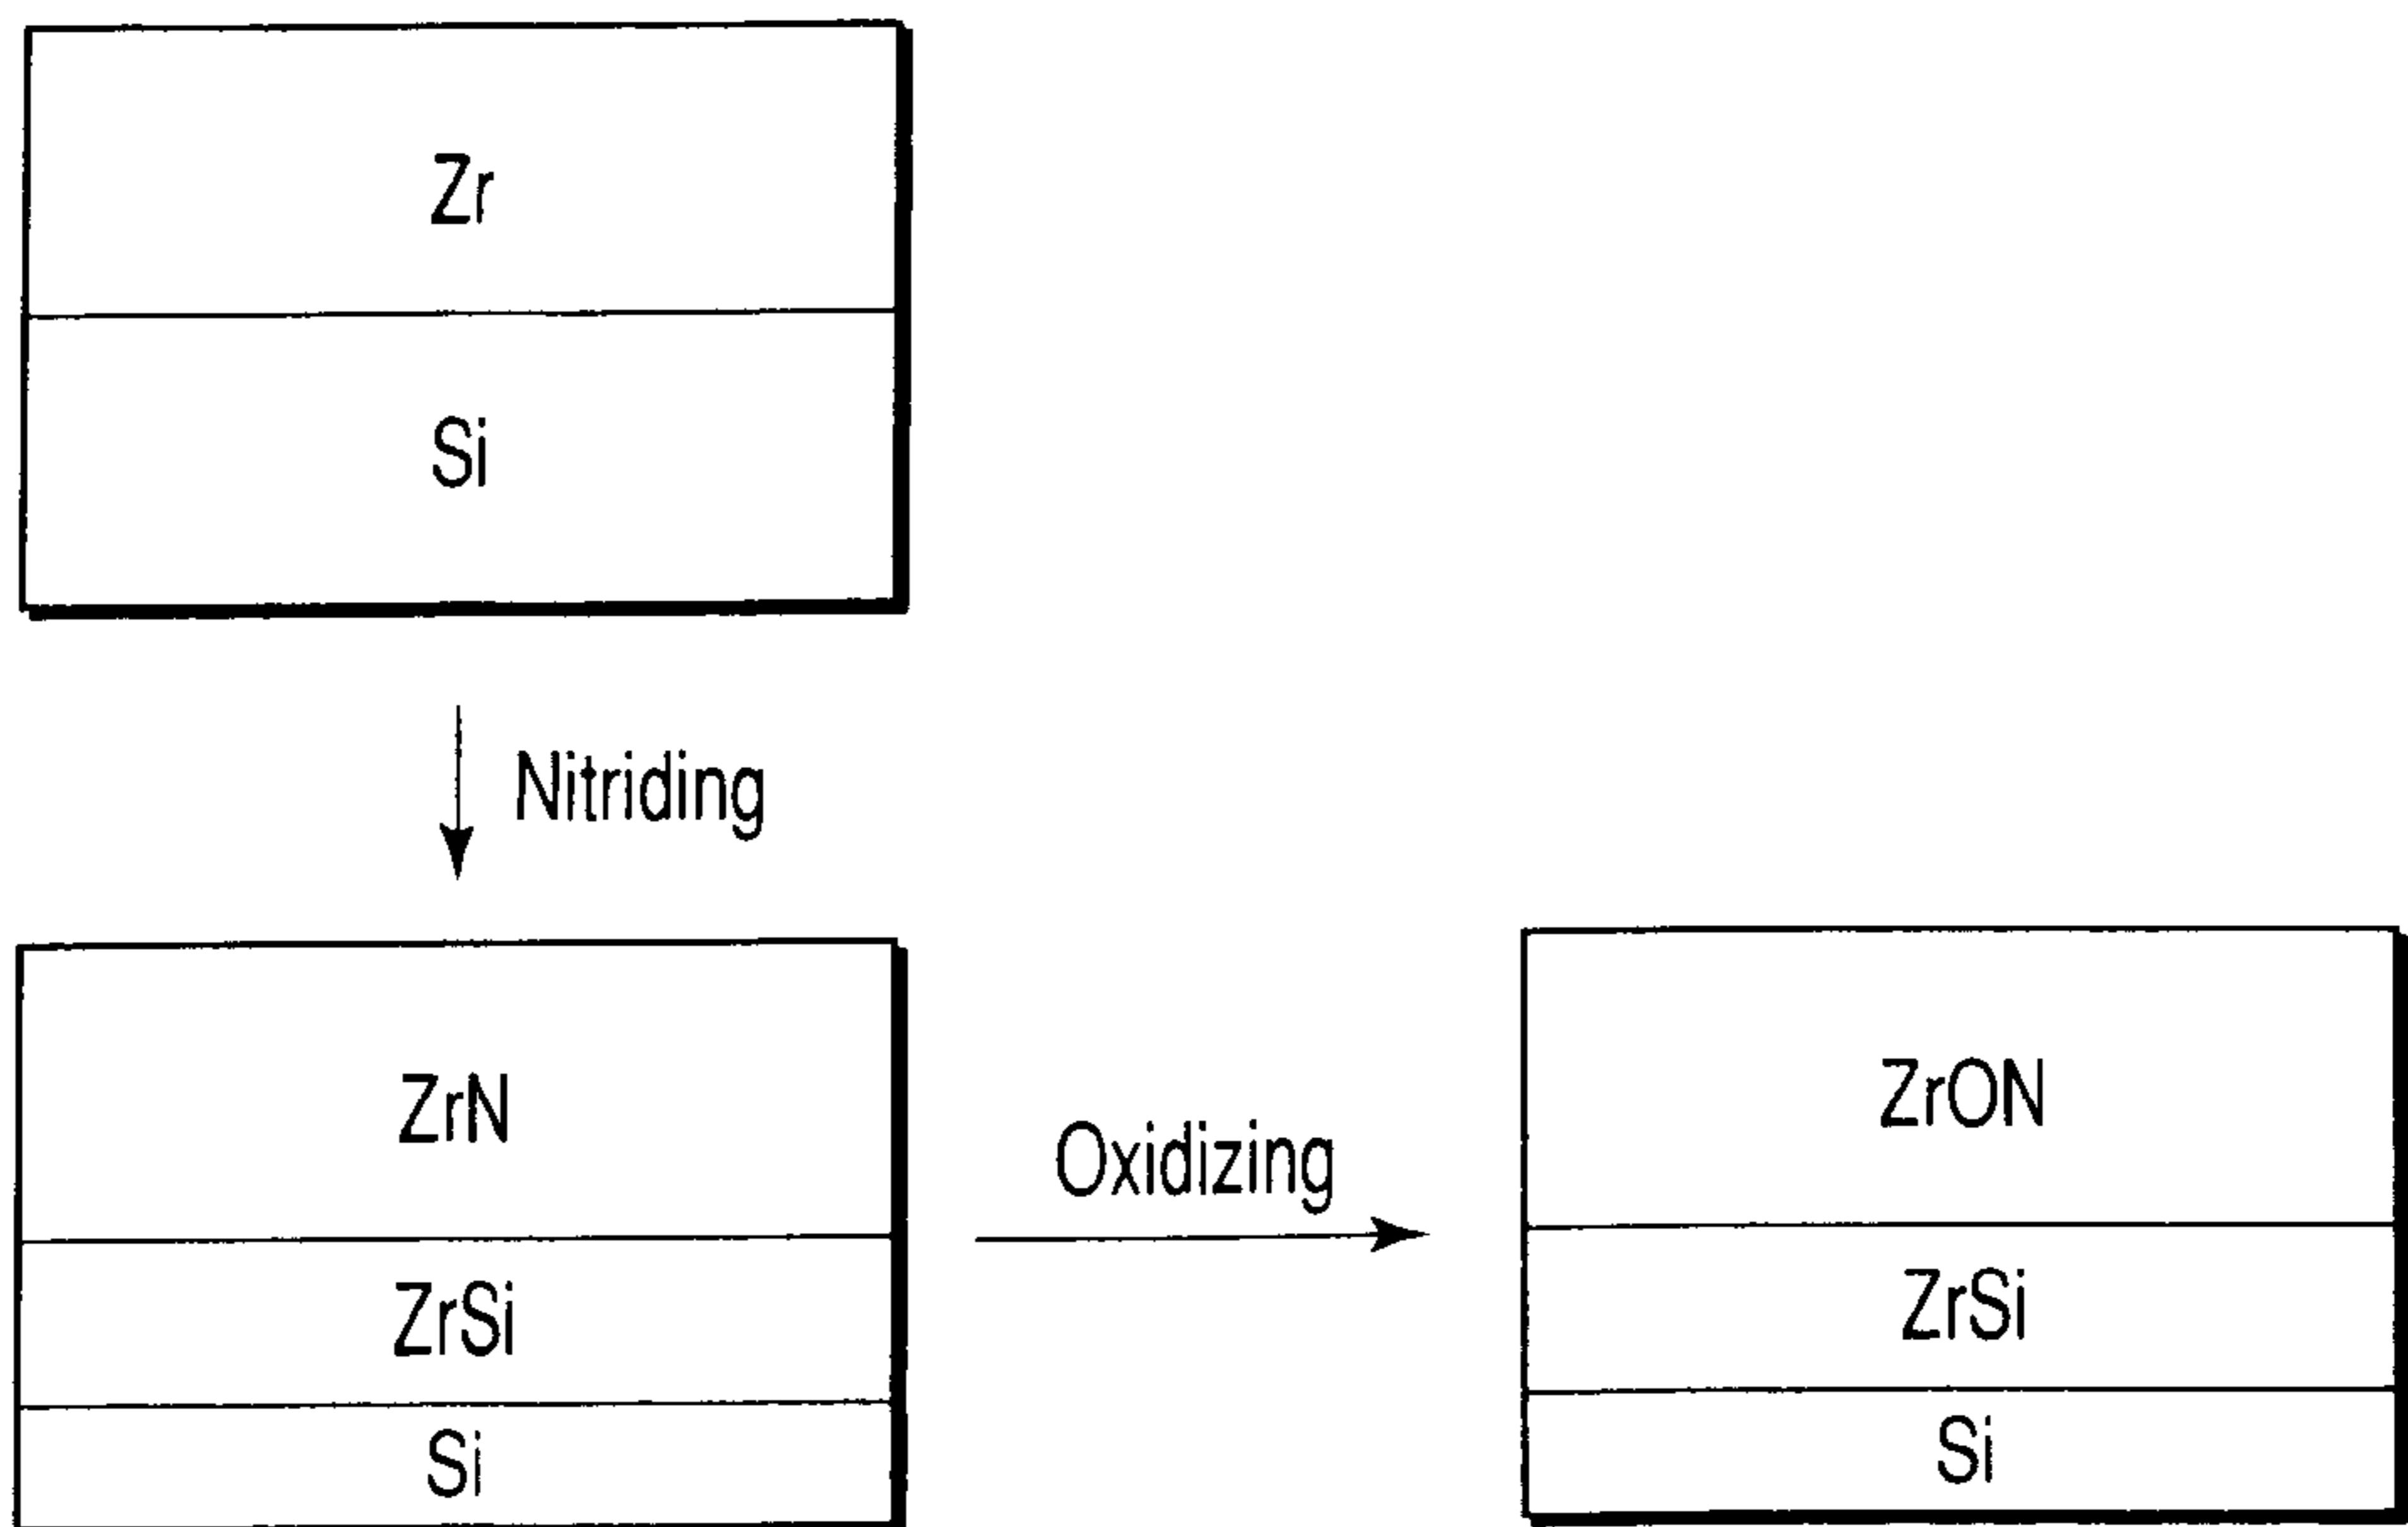 Zr
Si
Nitriding
ZrN
ZrSi
Si
Oxidizing
ZrON
ZrSi
Si